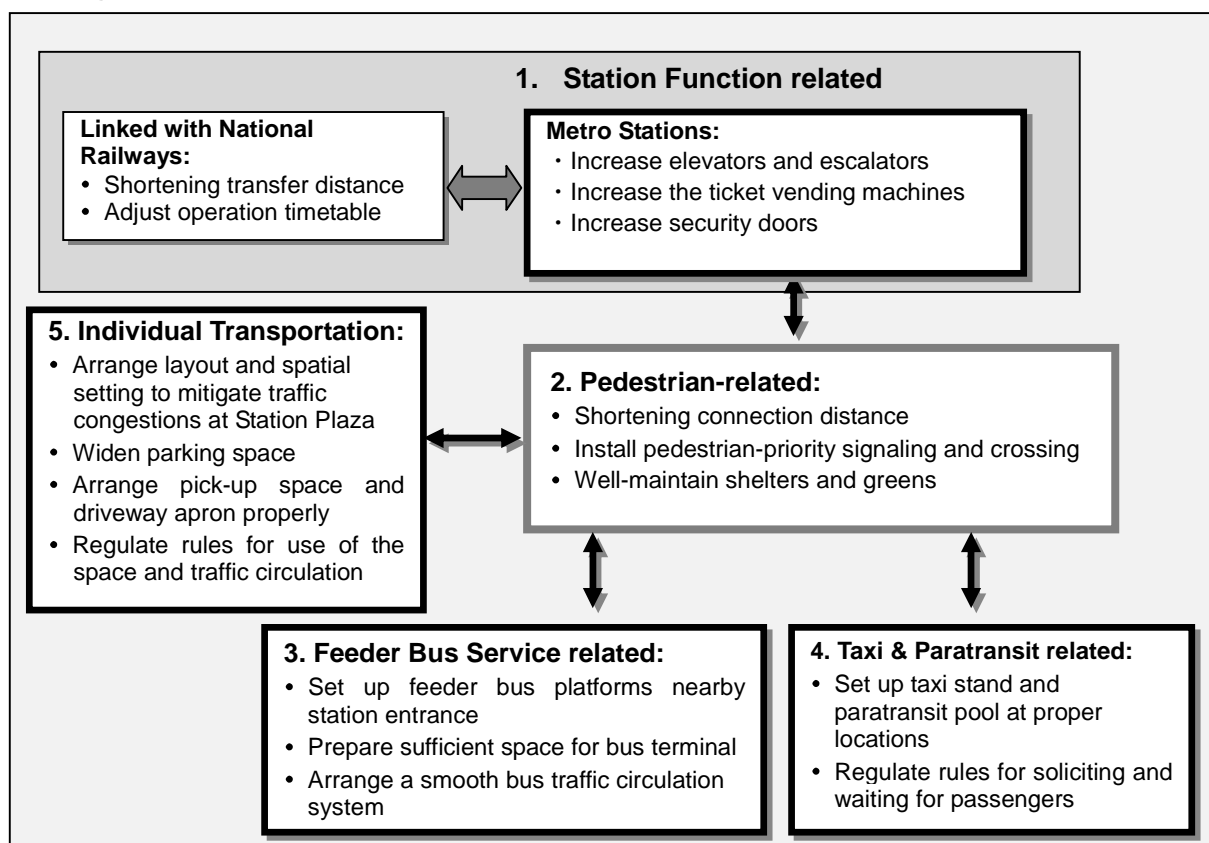 1. Station Function related
Linked with National
Railways:
• Shortening transfer distance
• Adjust operation timetable
Metro Stations:
・Increase elevators and escalators
・Increase the ticket vending machines
・Increase security doors
5. Individual Transportation:
• Arrange layout and spatial
setting to mitigate traffic
congestions at Station Plaza
• Widen parking space
• Arrange pick-up space and
driveway apron properly
• Regulate rules for use of the
space and traffic circulation
2. Pedestrian-related:
• Shortening connection distance
• Install pedestrian-priority signaling and crossing
• Well-maintain shelters and greens
3. Feeder Bus Service related:
• Set up feeder bus platforms nearby
station entrance
• Prepare sufficient space for bus terminal
• Arrange a smooth bus traffic circulation
system
4. Taxi & Paratransit related:
• Set up taxi stand and
paratransit pool at proper
locations
• Regulate rules for soliciting and
waiting for passengers